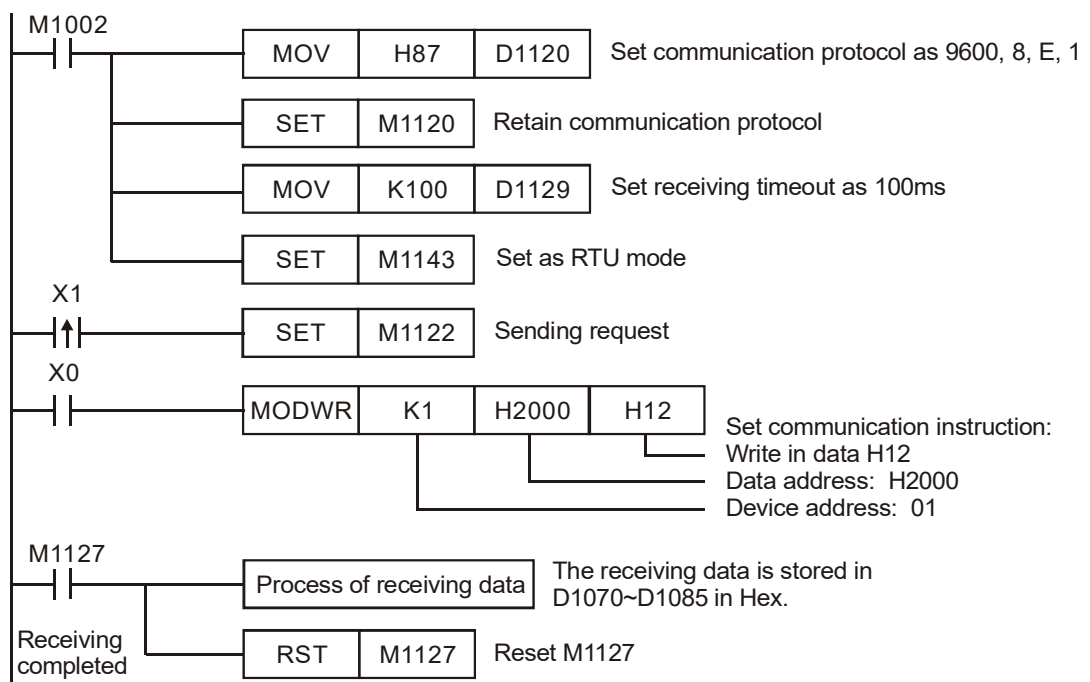 M1002
MOV H87 D1120 Set communication protocol as 9600, 8, E, 1
SET M1120 Retain communication protocol
MOV K100 D1129 Set receiving timeout as 100ms
SET M1143 Set as RTU mode
X1
SET M1122 Sending request
X0
MODWR K1 H2000 H12
Set communication instruction:
Write in data H12
Data address: H2000
Device address: 01
M1127
Process of receiving data
The receiving data is stored in
D1070~D1085 in Hex.
Receiving
completed
RST M1127 Reset M1127